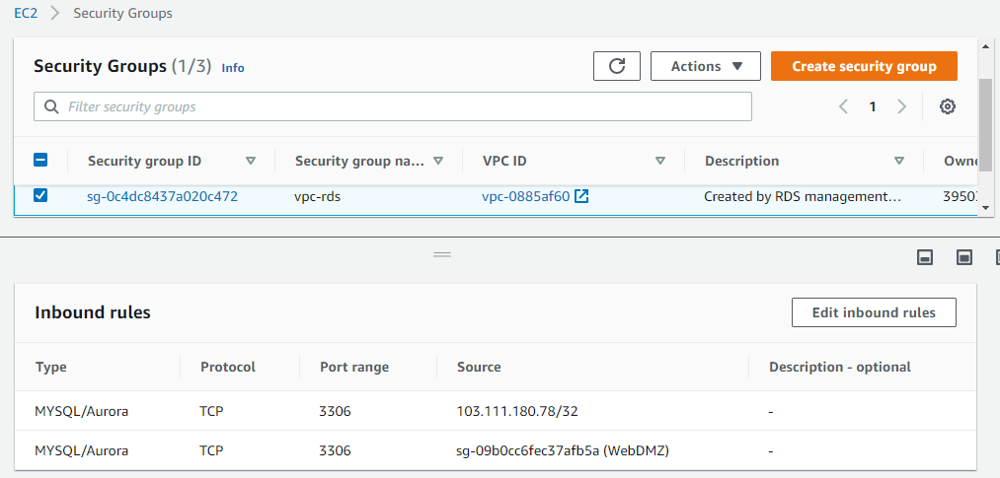 EC2 > Security Groups
Security Groups (1/3) Info Actions Create security group
Filter security groups 1
Security group ID Security group na... VPC ID Description Owne
sg-0c4dc8437a020c472 vpc-rds vpc-0885af60 Created by RDS management... 3950
Inbound rules Edit inbound rules
Type Protocol Port range Source Description - optional
MYSQL/Aurora TCP 3306 103.111.180.78/32 -
MYSQL/Aurora TCP 3306 sg-09b0cc6fec37afb5a (WebDMZ) -